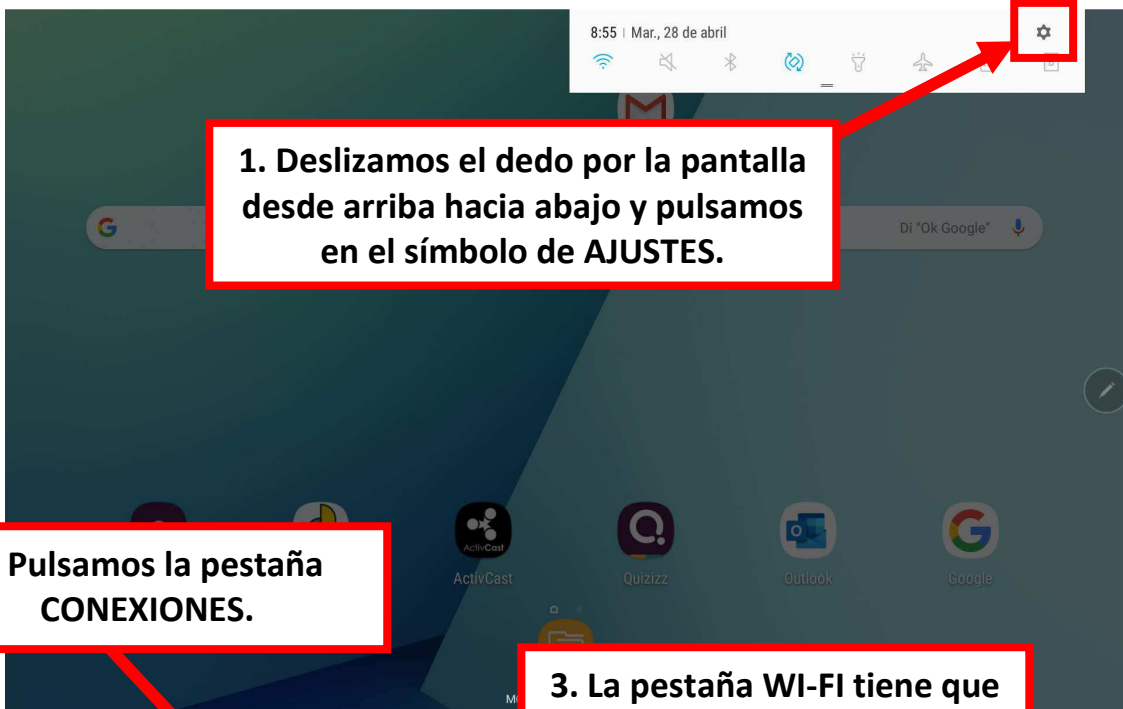 8:55 | Mar., 28 de abril
1. Deslizamos el dedo por la pantalla
desde arriba hacia abajo y pulsamos
en el símbolo de AJUSTES.
G
Di "Ok Google"
Pulsamos la pestaña
CONEXIONES.
ActivCast
ActivCast
Quizizz
Outlook
Google
3. La pestaña WI-FI tiene que